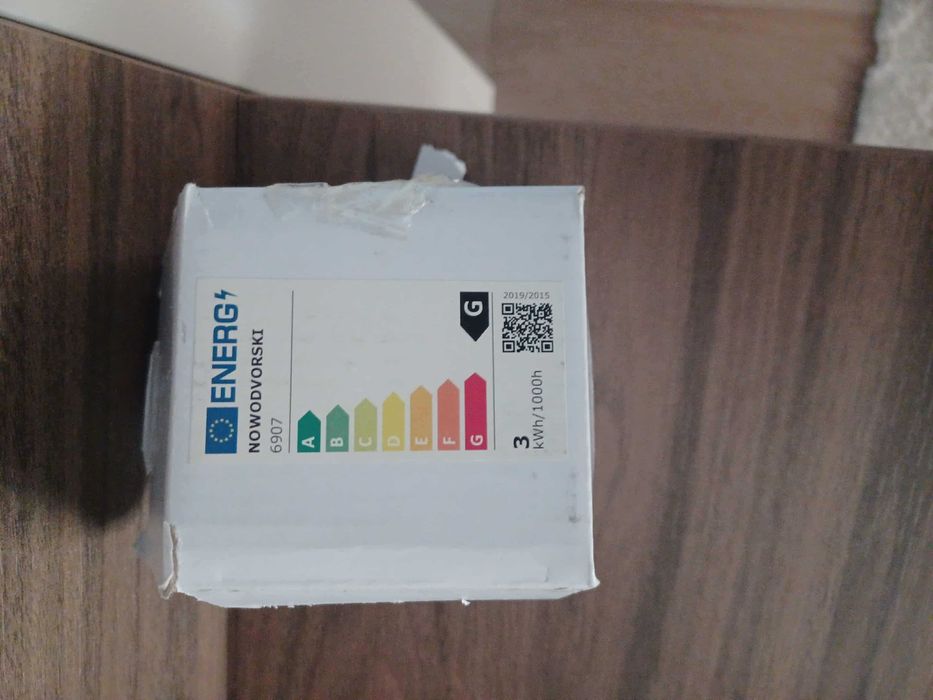 ENERG
NOWODVORSKI
6907
A
B
C
D
E
F
G
G
3
kWh/1000h
2019/2015